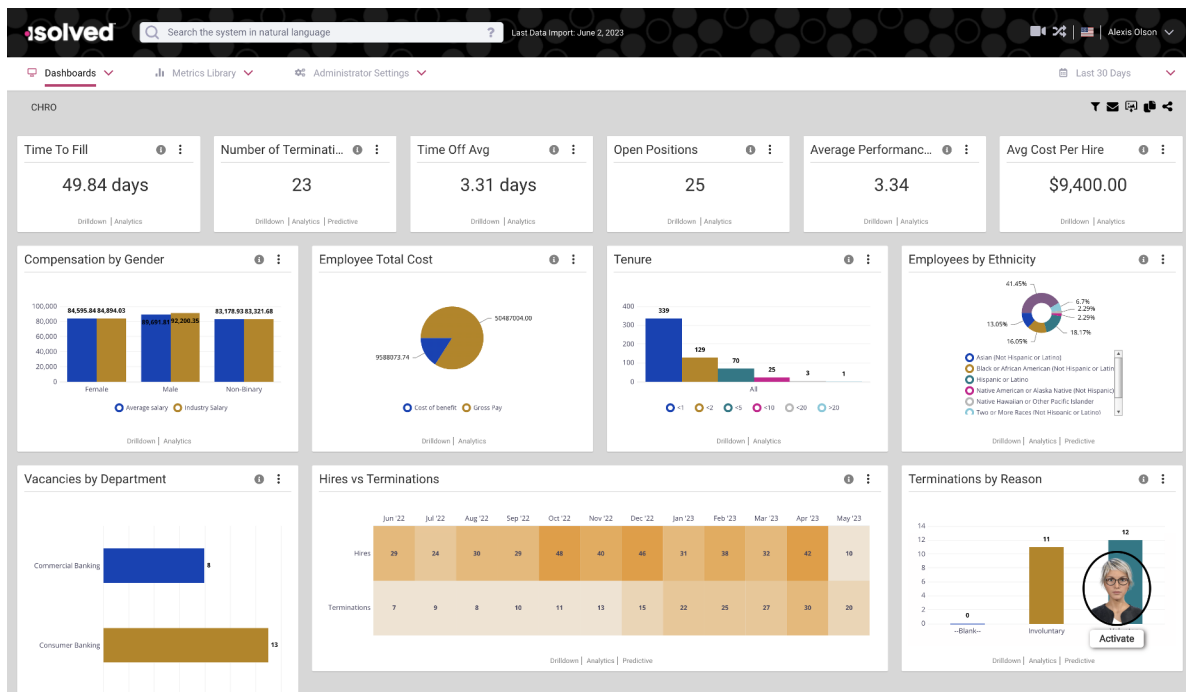 isolved
Search the system in natural language
?
Last Data Import: June 2, 2023
Alexis Olson
Dashboards
Metrics Library
Administrator Settings
Last 30 Days
CHRO
Time To Fill
49.84 days
Drilldown | Analytics
Number of Terminati...
23
Drilldown | Analytics | Predictive
Time Off Avg
3.31 days
Drilldown | Analytics
Open Positions
25
Drilldown | Analytics
Average Performanc...
3.34
Drilldown | Analytics
Avg Cost Per Hire
$9,400.00
Drilldown | Analytics
Compensation by Gender
100,000
80,000
60,000
40,000
20,000
0
84,595.84 84,894.03
89,691.81 92,200.35
83,178.93 83,321.68
Female Male Non-Binary
Average salary Industry Salary
Drilldown | Analytics
Employee Total Cost
50487004.00
9588073.74
Cost of benefit Gross Pay
Drilldown | Analytics
Tenure
400
300
200
100
0
339
129
70
25
3
1
All
<1 <2 <5 <10 <20 >20
Drilldown | Analytics
Employees by Ethnicity
41.45%
6.7%
2.29%
2.29%
18.17%
16.05%
13.05%
Asian (Not Hispanic or Latino)
Black or African American (Not Hispanic or Latin
Hispanic or Latino
Native American or Alaska Native (Not Hispanic)
Native Hawaiian or Other Pacific Islander
Two or More Races (Not Hispanic or Latino)
Drilldown | Analytics | Predictive
Vacancies by Department
Commercial Banking
8
Consumer Banking
13
Hires vs Terminations
Jun '22 Jul '22 Aug '22 Sep '22 Oct '22 Nov '22 Dec '22 Jan '23 Feb '23 Mar '23 Apr '23 May '23
Hires 29 24 30 29 48 40 46 31 38 32 42 10
Terminations 7 9 8 10 11 13 15 22 25 27 30 20
Drilldown | Analytics | Predictive
Terminations by Reason
14
12
10
8
6
4
2
0
0
11
12
--Blank-- Involuntary
Activate
Drilldown | Analytics | Predictive